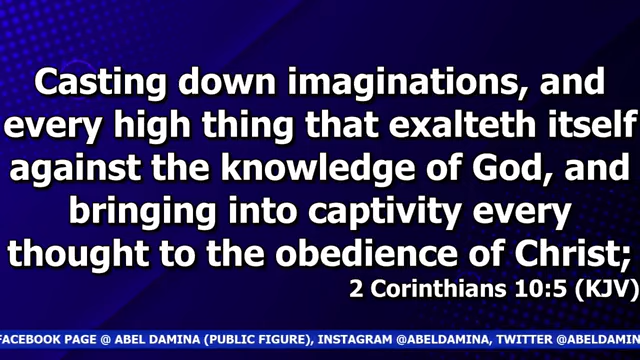 Casting down imaginations, and
every high thing that exalteth itself
against the knowledge of God, and
bringing into captivity every
thought to the obedience of Christ;
2 Corinthians 10:5 (KJV)
FACEBOOK PAGE @ ABEL DAMINA (PUBLIC FIGURE), INSTAGRAM @ABELDAMINA, TWITTER @ABELDAMIN